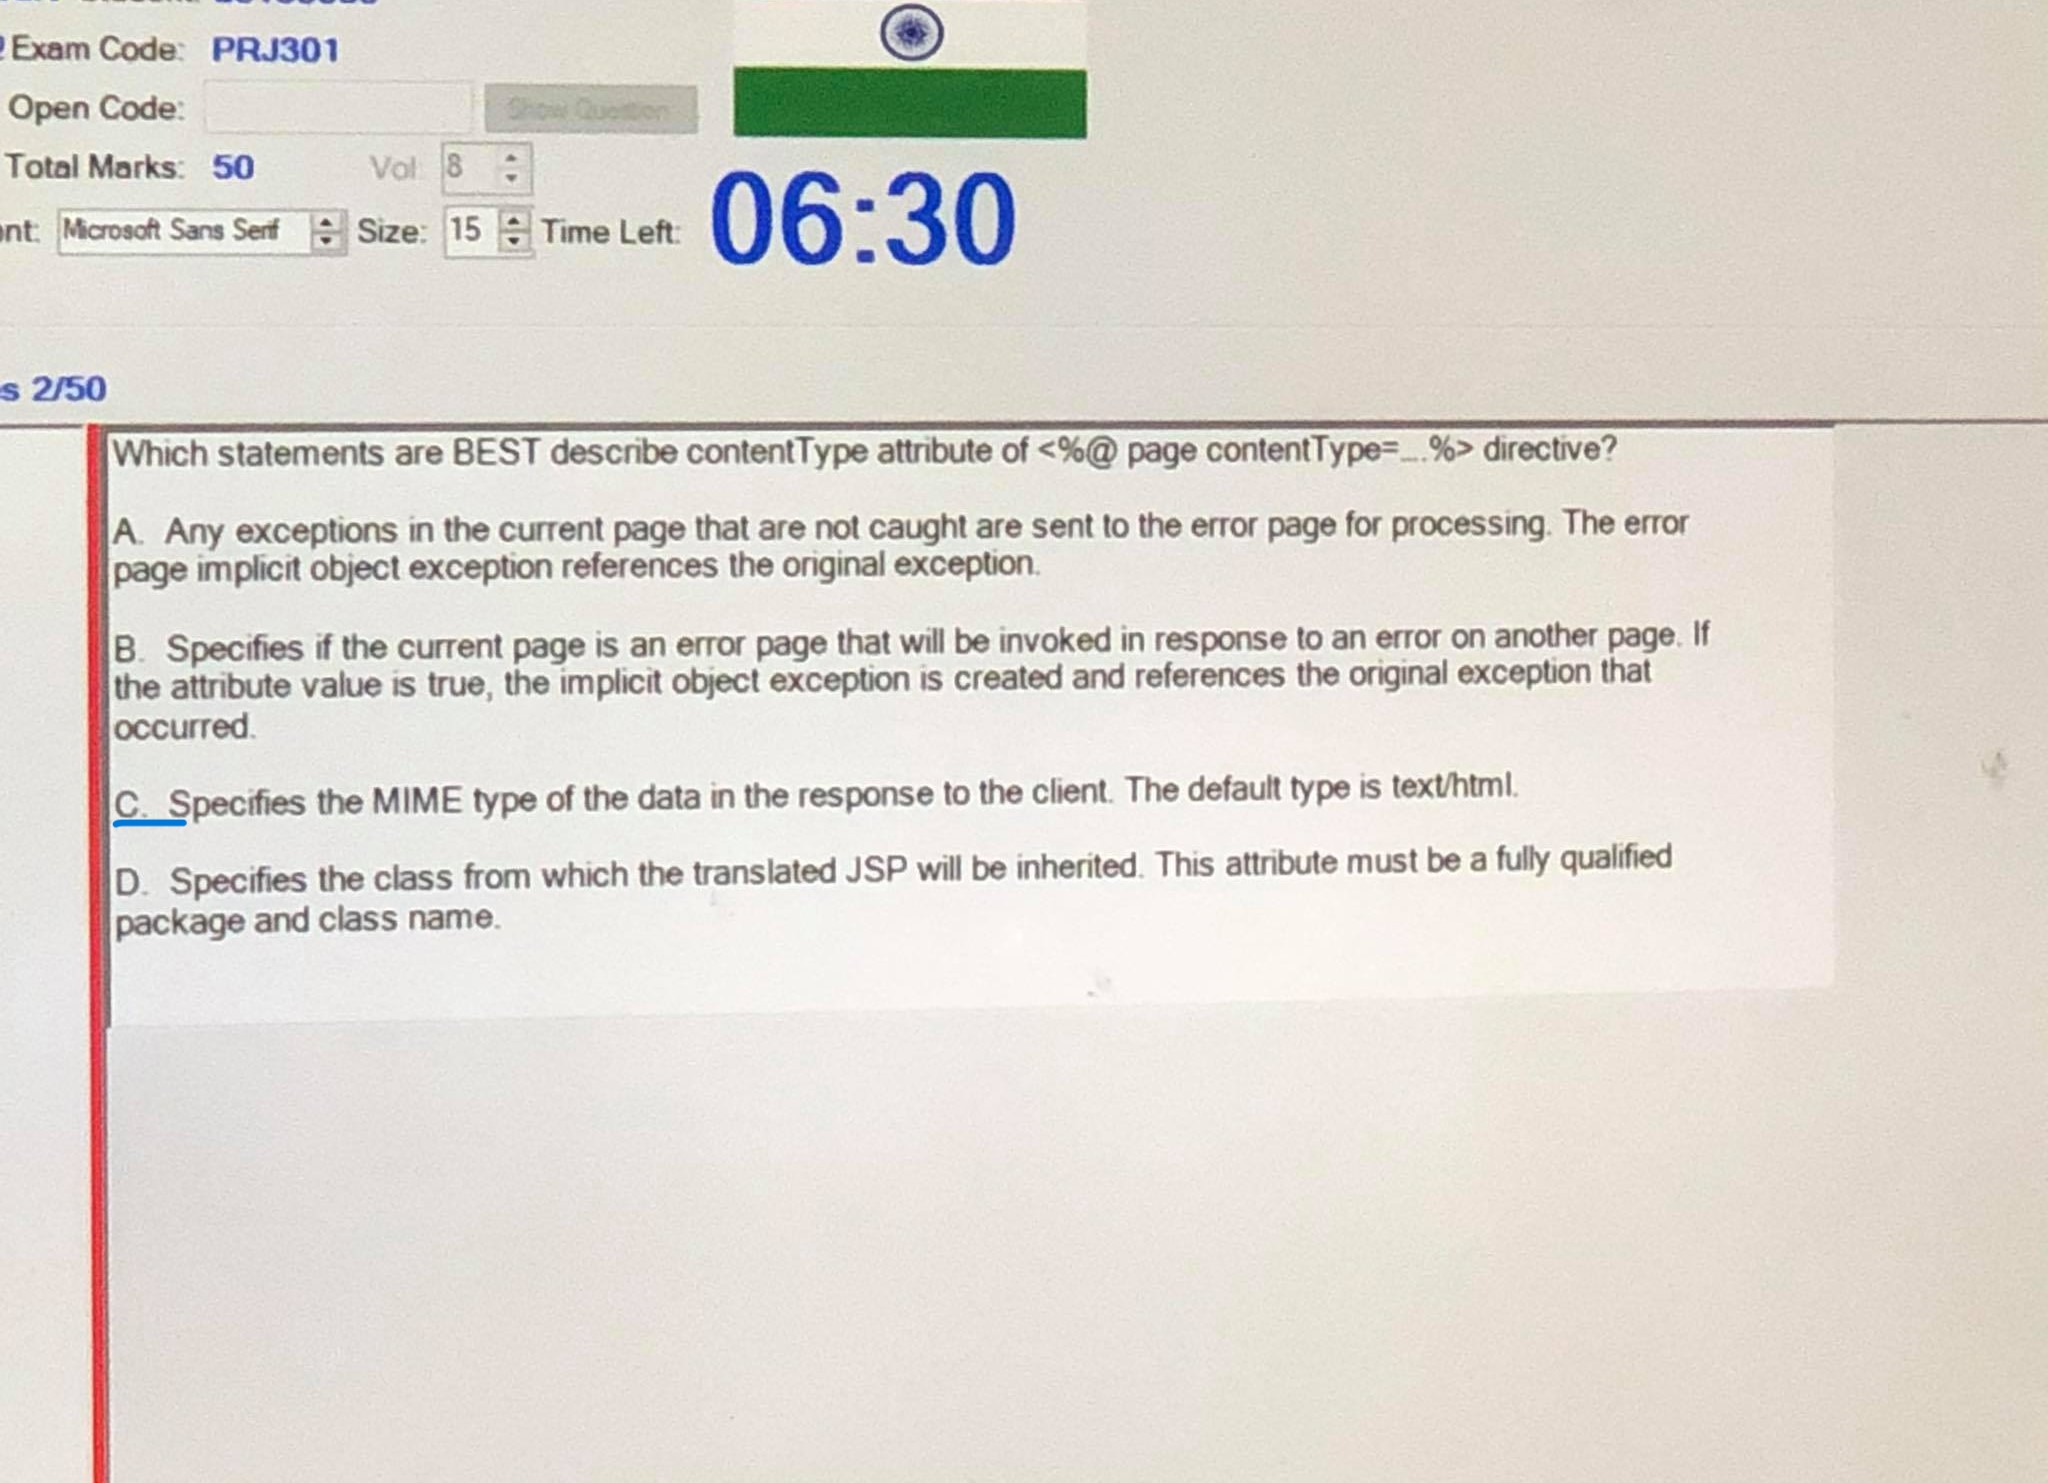 Exam Code: PRJ301
Open Code:
Show Question
Total Marks: 50 Vol: 8
Microsoft Sans Serif Size: 15 Time Left: 06:30
2/50
Which statements are BEST describe contentType attribute of <%@ page contentType=....%> directive?
A. Any exceptions in the current page that are not caught are sent to the error page for processing. The error
page implicit object exception references the original exception.
B. Specifies if the current page is an error page that will be invoked in response to an error on another page. If
the attribute value is true, the implicit object exception is created and references the original exception that
occurred.
C. Specifies the MIME type of the data in the response to the client. The default type is text/html.
D. Specifies the class from which the translated JSP will be inherited. This attribute must be a fully qualified
package and class name.